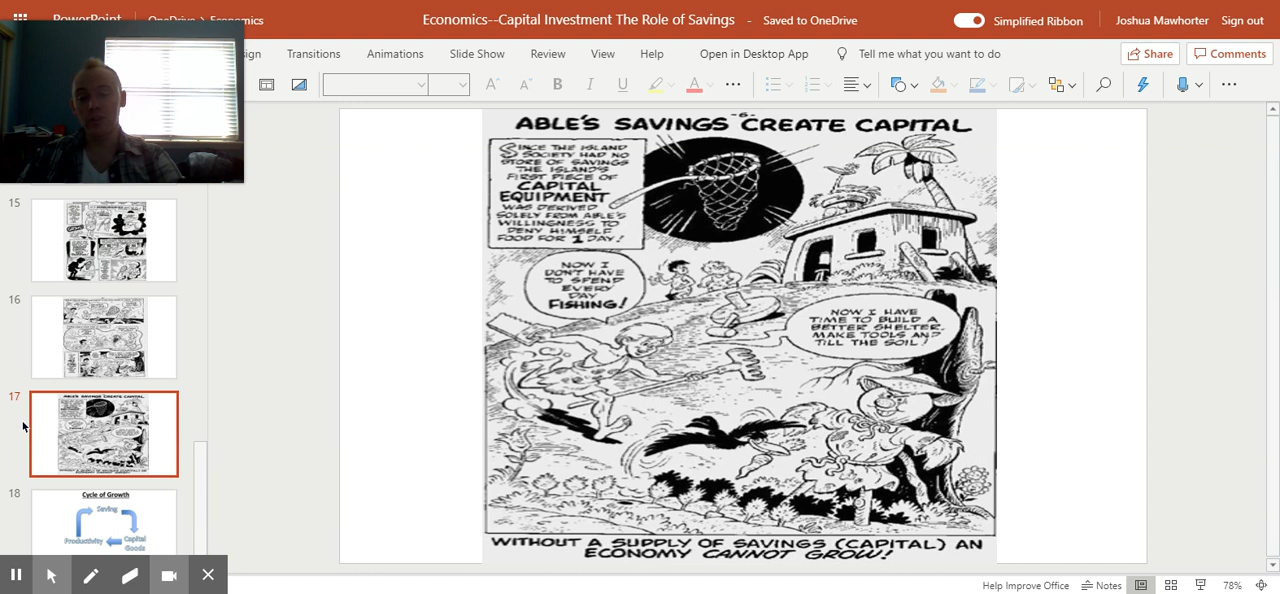 PowerPoint
OneDrive > Economics
Economics--Capital Investment The Role of Savings - Saved to OneDrive
Simplified Ribbon
Joshua Mawhorter
Sign out
Transitions
Animations
Slide Show
Review
View
Help
Open in Desktop App
Tell me what you want to do
Share
Comments
15
16
17
18
Cycle of Growth
Saving
Productivity
Capital
Goods
-6-
ABLE'S SAVINGS CREATE CAPITAL
SINCE THE ISLAND
SOCIETY HAD NO
STORE OF SAVINGS
THE ISLAND'S
FIRST PIECE OF
CAPITAL
EQUIPMENT
WAS DERIVED
SOLELY FROM ABLE'S
WILLINGNESS TO
DENY HIMSELF
FOOD FOR 1 DAY!
NOW I
DON'T HAVE
TO SPEND
EVERY
DAY
FISHING!
NOW I HAVE
TIME TO BUILD A
BETTER SHELTER,
MAKE TOOLS AND
TILL THE SOIL!
WITHOUT A SUPPLY OF SAVINGS (CAPITAL) AN
ECONOMY CANNOT GROW!
Help Improve Office
Notes
78%